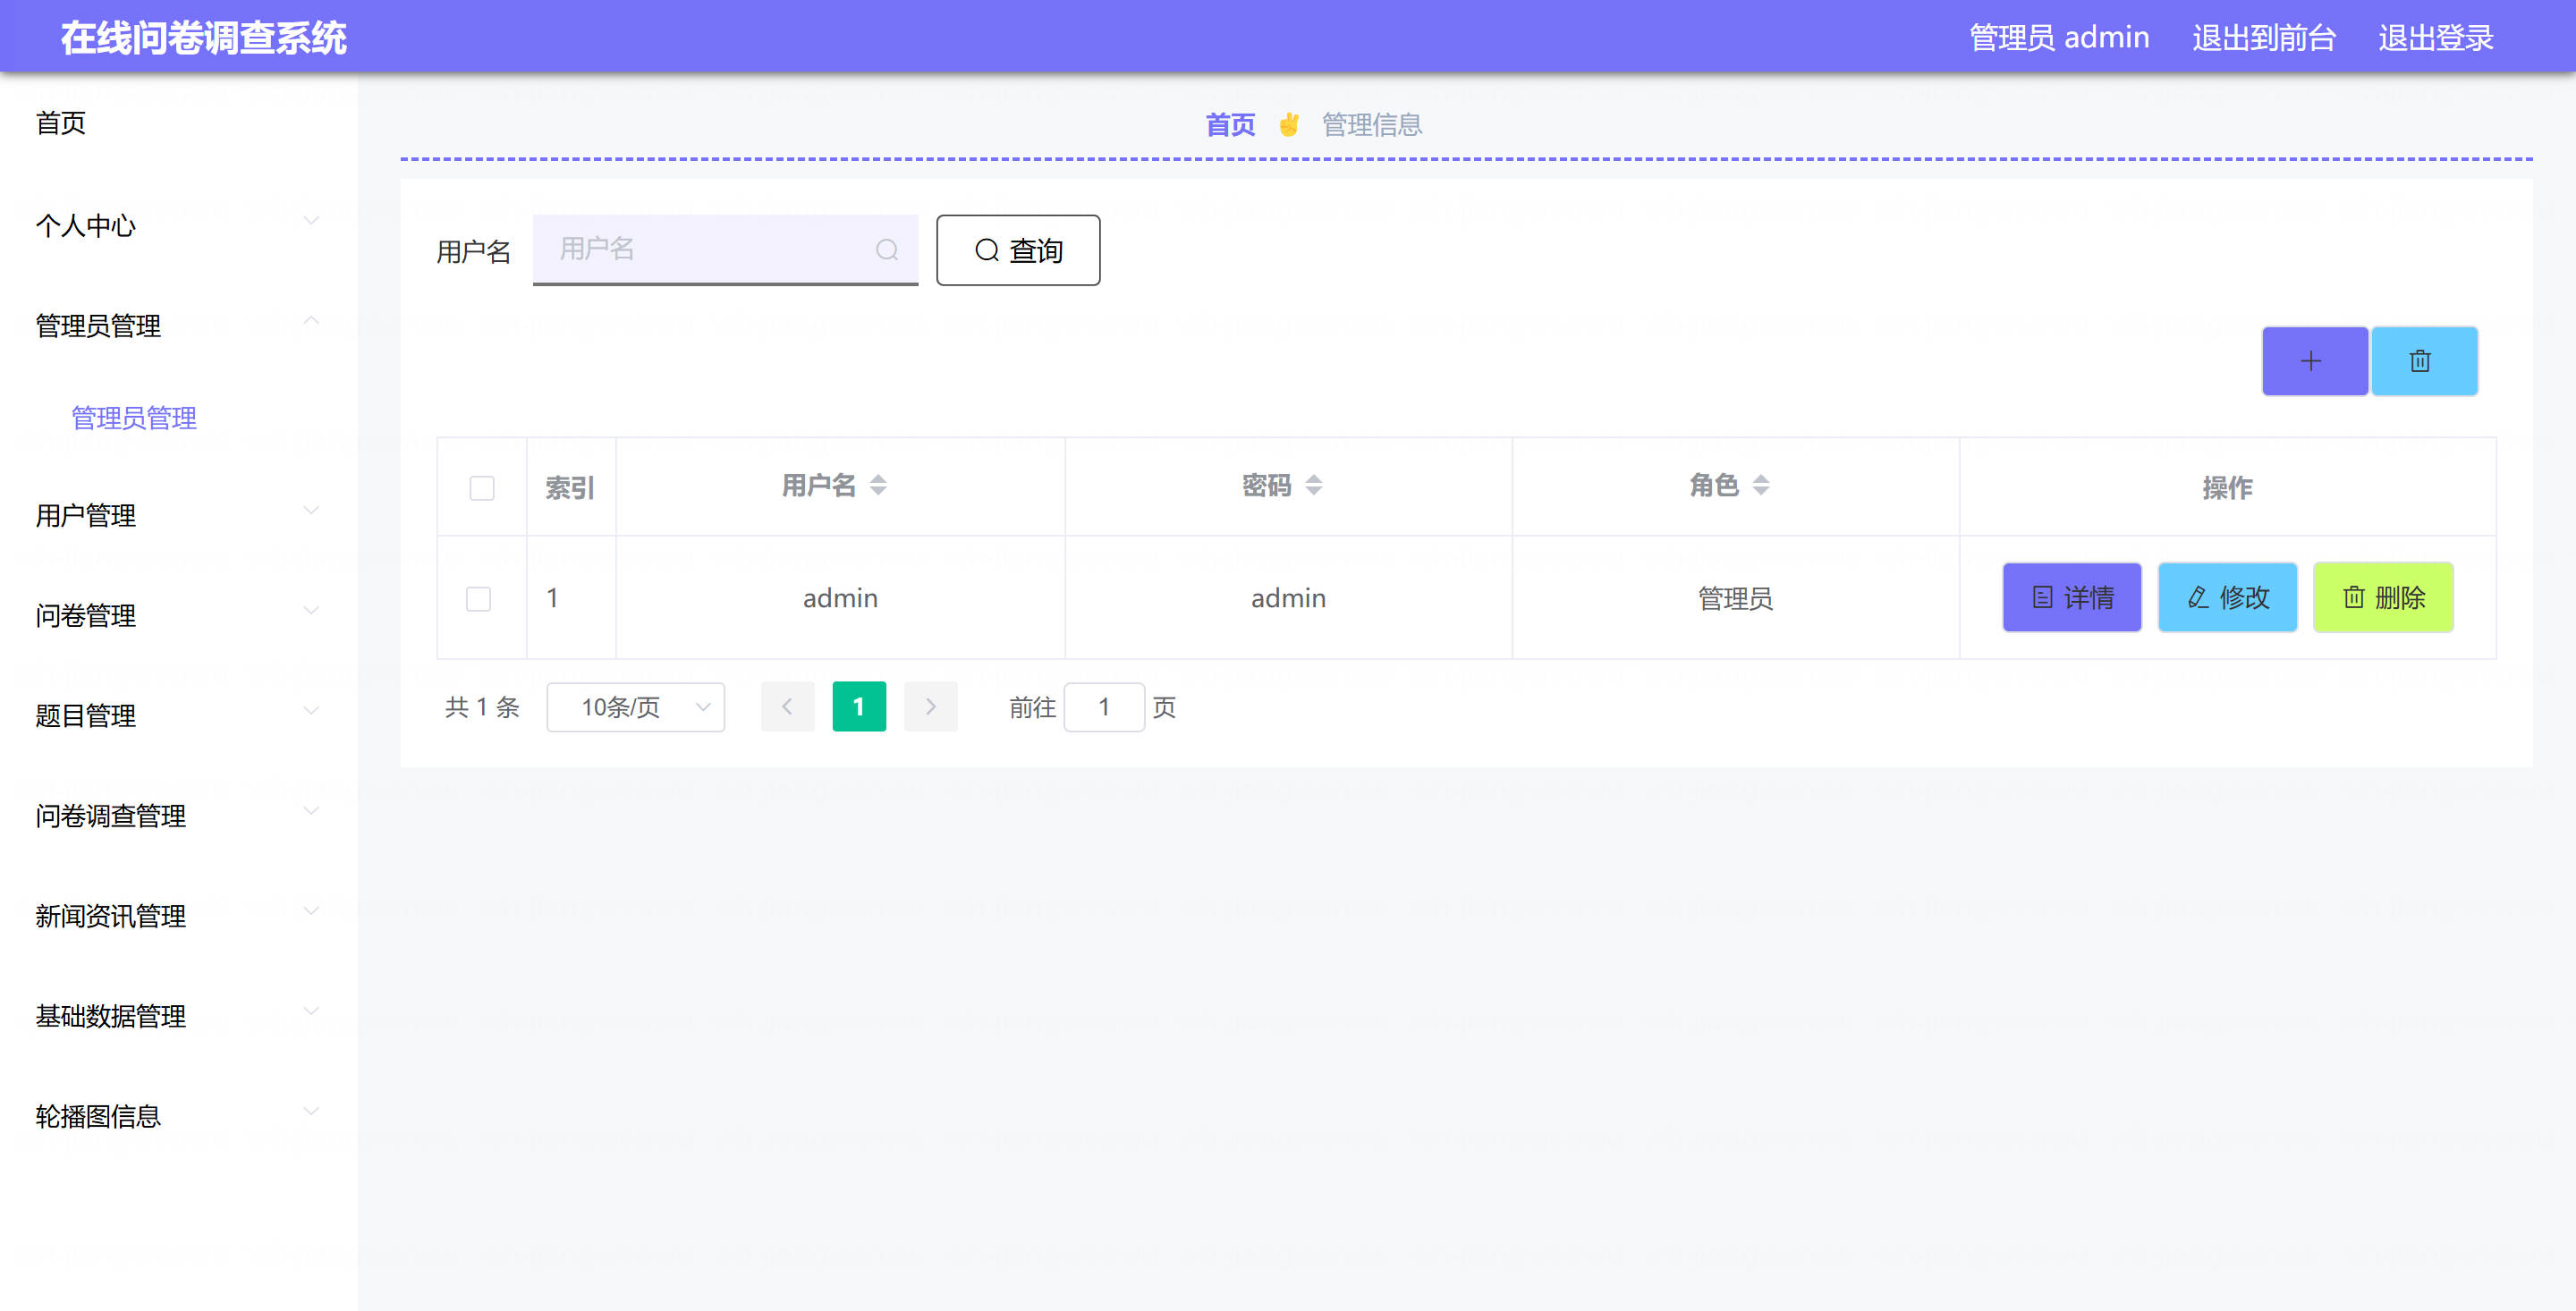 在线问卷调查系统
管理员 admin 退出到前台 退出登录
首页
个人中心
管理员管理
管理员管理
用户管理
问卷管理
题目管理
问卷调查管理
新闻资讯管理
基础数据管理
轮播图信息
首页 ✌ 管理信息
用户名 用户名 查询
索引 用户名 密码 角色 操作
1 admin admin 管理员 详情 修改 删除
共 1 条 10条/页 1 前往 1 页